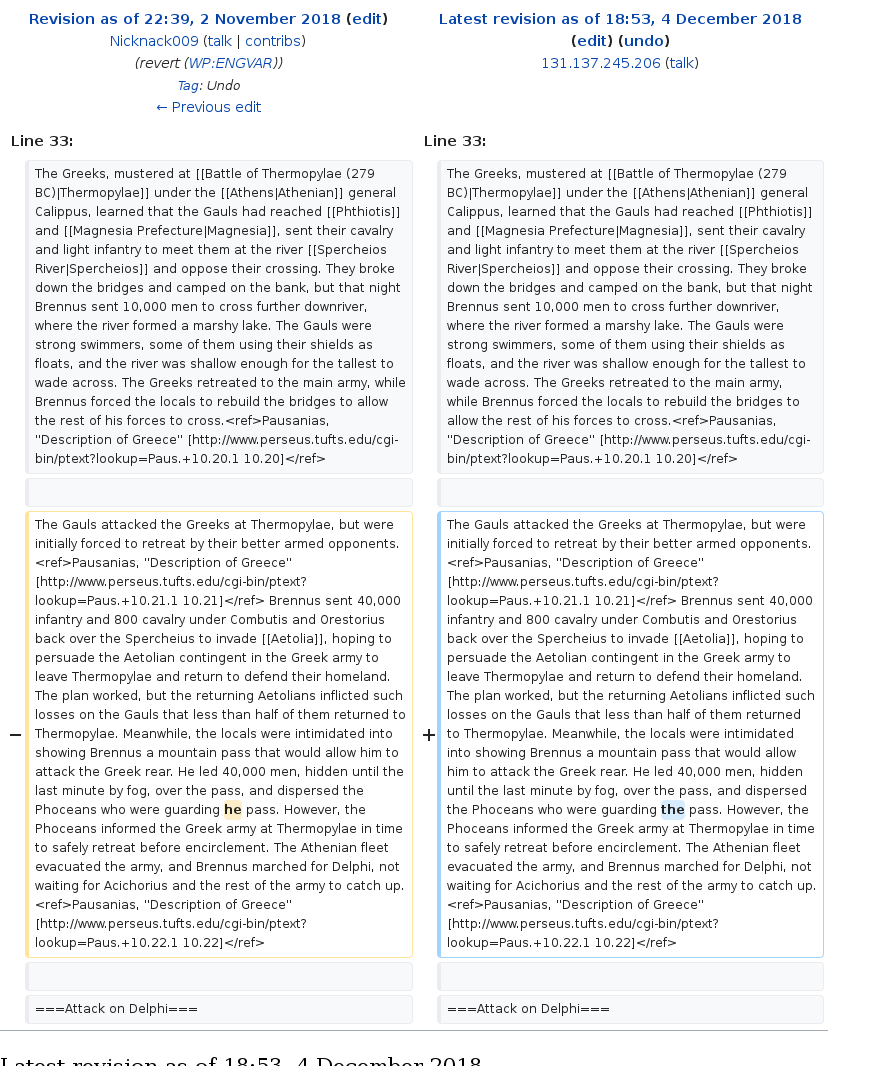 Revision as of 22:39, 2 November 2018 (edit)
Nicknack009 (talk | contribs)
(revert (WP:ENGVAR))
Tag: Undo
← Previous edit
Latest revision as of 18:53, 4 December 2018
(edit) (undo)
131.137.245.206 (talk)
Line 33:
Line 33:
The Greeks, mustered at [[Battle of Thermopylae (279
BC)|Thermopylae]] under the [[Athens|Athenian]] general
Calippus, learned that the Gauls had reached [[Phthiotis]]
and [[Magnesia Prefecture|Magnesia]], sent their cavalry
and light infantry to meet them at the river [[Spercheios
River|Spercheios]] and oppose their crossing. They broke
down the bridges and camped on the bank, but that night
Brennus sent 10,000 men to cross further downriver,
where the river formed a marshy lake. The Gauls were
strong swimmers, some of them using their shields as
floats, and the river was shallow enough for the tallest to
wade across. The Greeks retreated to the main army, while
Brennus forced the locals to rebuild the bridges to allow
the rest of his forces to cross.<ref>Pausanias,
"Description of Greece" [http://www.perseus.tufts.edu/cgi-
bin/ptext?lookup=Paus.+10.20.1 10.20]</ref>
The Greeks, mustered at [[Battle of Thermopylae (279
BC)|Thermopylae]] under the [[Athens|Athenian]] general
Calippus, learned that the Gauls had reached [[Phthiotis]]
and [[Magnesia Prefecture|Magnesia]], sent their cavalry
and light infantry to meet them at the river [[Spercheios
River|Spercheios]] and oppose their crossing. They broke
down the bridges and camped on the bank, but that night
Brennus sent 10,000 men to cross further downriver,
where the river formed a marshy lake. The Gauls were
strong swimmers, some of them using their shields as
floats, and the river was shallow enough for the tallest to
wade across. The Greeks retreated to the main army,
while Brennus forced the locals to rebuild the bridges to
allow the rest of his forces to cross.<ref>Pausanias,
"Description of Greece" [http://www.perseus.tufts.edu/cgi-
bin/ptext?lookup=Paus.+10.20.1 10.20]</ref>
−
The Gauls attacked the Greeks at Thermopylae, but were
initially forced to retreat by their better armed opponents.
<ref>Pausanias, "Description of Greece"
[http://www.perseus.tufts.edu/cgi-bin/ptext?
lookup=Paus.+10.21.1 10.21]</ref> Brennus sent 40,000
infantry and 800 cavalry under Combutis and Orestorius
back over the Spercheius to invade [[Aetolia]], hoping to
persuade the Aetolian contingent in the Greek army to
leave Thermopylae and return to defend their homeland.
The plan worked, but the returning Aetolians inflicted such
losses on the Gauls that less than half of them returned to
Thermopylae. Meanwhile, the locals were intimidated into
showing Brennus a mountain pass that would allow him to
attack the Greek rear. He led 40,000 men, hidden until the
last minute by fog, over the pass, and dispersed the
Phoceans who were guarding he pass. However, the
Phoceans informed the Greek army at Thermopylae in time
to safely retreat before encirclement. The Athenian fleet
evacuated the army, and Brennus marched for Delphi, not
waiting for Acichorius and the rest of the army to catch up.
<ref>Pausanias, "Description of Greece"
[http://www.perseus.tufts.edu/cgi-bin/ptext?
lookup=Paus.+10.22.1 10.22]</ref>
+
The Gauls attacked the Greeks at Thermopylae, but were
initially forced to retreat by their better armed opponents.
<ref>Pausanias, "Description of Greece"
[http://www.perseus.tufts.edu/cgi-bin/ptext?
lookup=Paus.+10.21.1 10.21]</ref> Brennus sent 40,000
infantry and 800 cavalry under Combutis and Orestorius
back over the Spercheius to invade [[Aetolia]], hoping to
persuade the Aetolian contingent in the Greek army to
leave Thermopylae and return to defend their homeland.
The plan worked, but the returning Aetolians inflicted such
losses on the Gauls that less than half of them returned
to Thermopylae. Meanwhile, the locals were intimidated
into showing Brennus a mountain pass that would allow
him to attack the Greek rear. He led 40,000 men, hidden
until the last minute by fog, over the pass, and dispersed
the Phoceans who were guarding the pass. However, the
Phoceans informed the Greek army at Thermopylae in time
to safely retreat before encirclement. The Athenian fleet
evacuated the army, and Brennus marched for Delphi, not
waiting for Acichorius and the rest of the army to catch up.
<ref>Pausanias, "Description of Greece"
[http://www.perseus.tufts.edu/cgi-bin/ptext?
lookup=Paus.+10.22.1 10.22]</ref>
===Attack on Delphi===
===Attack on Delphi===
Latest revision as of 18:53, 4 December 2018